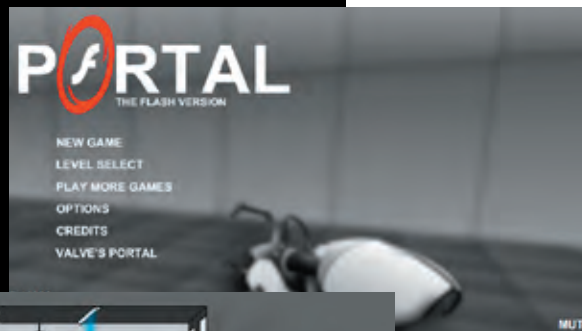 PORTAL
THE FLASH VERSION
NEW GAME
LEVEL SELECT
PLAY MORE GAMES
OPTIONS
CREDITS
VALVE'S PORTAL